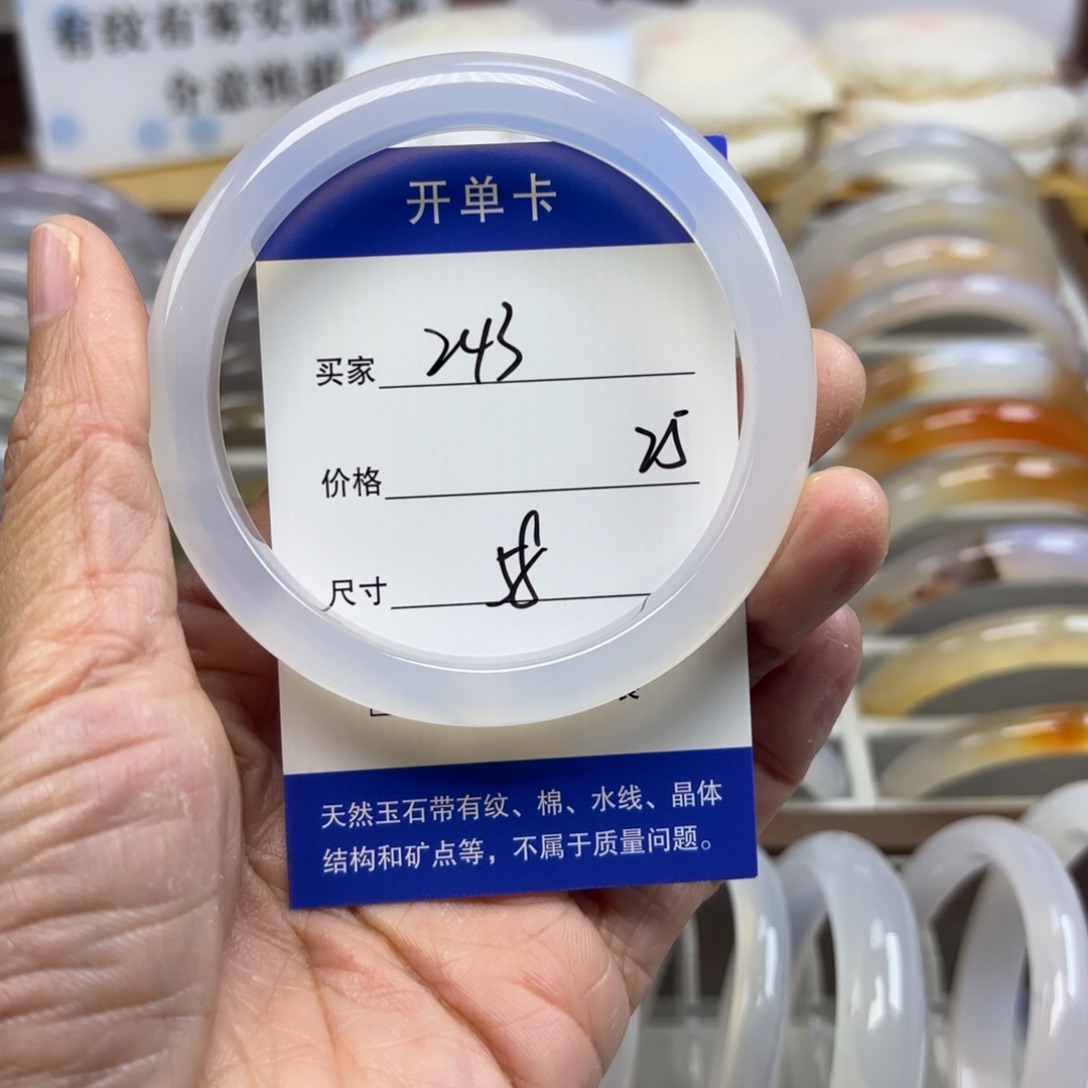 开单卡
买家 243
价格 25
尺寸 58
天然玉石带有纹、棉、水线、晶体
结构和矿点等，不属于质量问题。